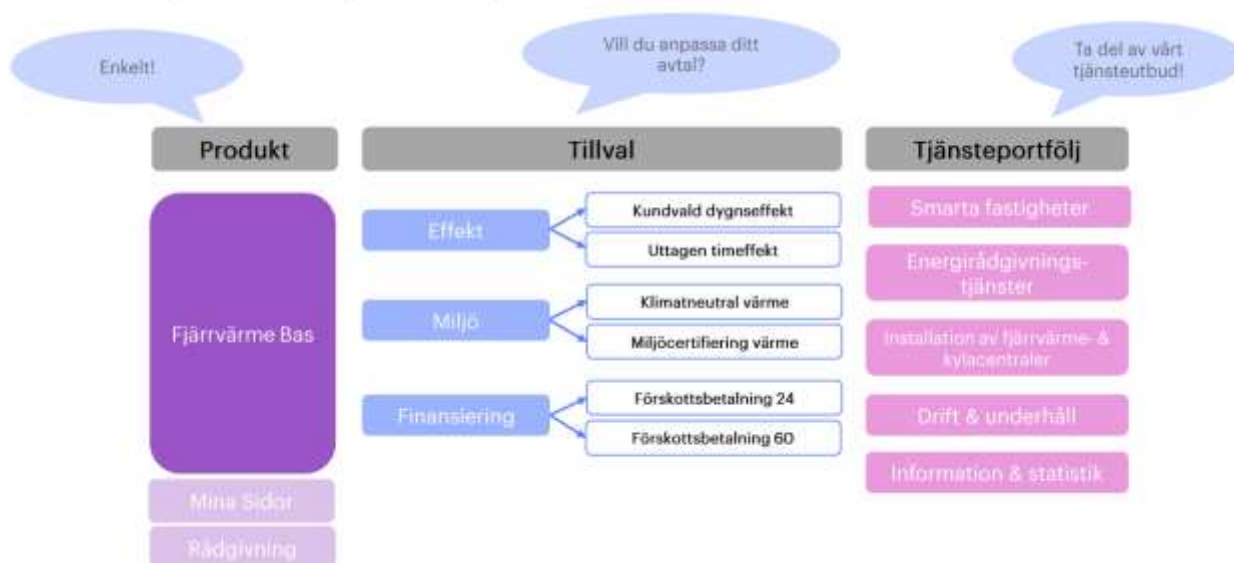 Enkelt!
Vill du anpassa ditt
avtal?
Ta del av vårt
tjänsteutbud!
Produkt
Tillval
Tjänsteportfölj
Fjärrvärme Bas
Mina Sidor
Rådgivning
Effekt
Kundvald dygnseffekt
Uttagen timeffekt
Miljö
Klimatneutral värme
Miljöcertifiering värme
Finansiering
Förskottsbetalning 24
Förskottsbetalning 60
Smarta fastigheter
Energirådgivnings-
tjänster
Installation av fjärrvärme- &
kylacentraler
Drift & underhåll
Information & statistik